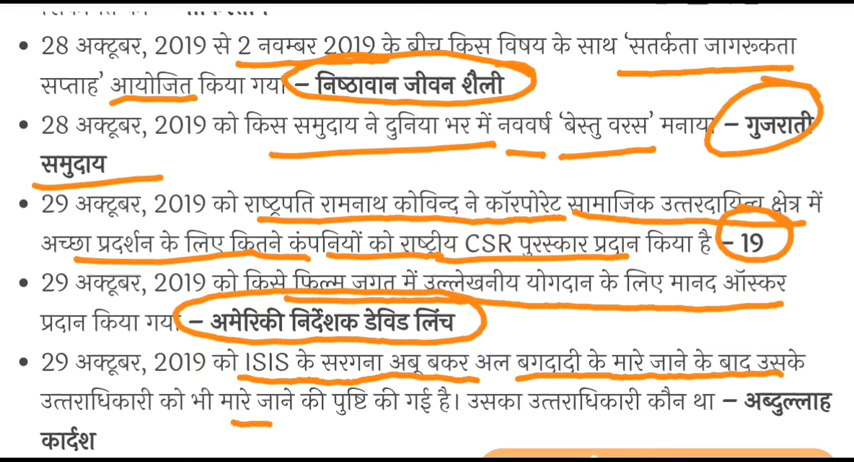 • 28 अक्टूबर, 2019 से 2 नवम्बर 2019 के बीच किस विषय के साथ ‘सतर्कता जागरूकता
सप्ताह’ आयोजित किया गया – निष्ठावान जीवन शैली
• 28 अक्टूबर, 2019 को किस समुदाय ने दुनिया भर में नववर्ष ‘बेस्तु वरस’ मनाया – गुजराती
समुदाय
• 29 अक्टूबर, 2019 को राष्ट्रपति रामनाथ कोविन्द ने कॉरपोरेट सामाजिक उत्तरदायित्व क्षेत्र में
अच्छा प्रदर्शन के लिए कितने कंपनियों को राष्ट्रीय CSR पुरस्कार प्रदान किया है – 19
• 29 अक्टूबर, 2019 को किसे फिल्म जगत में उल्लेखनीय योगदान के लिए मानद ऑस्कर
प्रदान किया गया – अमेरिकी निर्देशक डेविड लिंच
• 29 अक्टूबर, 2019 को ISIS के सरगना अबू बकर अल बगदादी के मारे जाने के बाद उसके
उत्तराधिकारी को भी मारे जाने की पुष्टि की गई है। उसका उत्तराधिकारी कौन था – अब्दुल्लाह
कार्दश